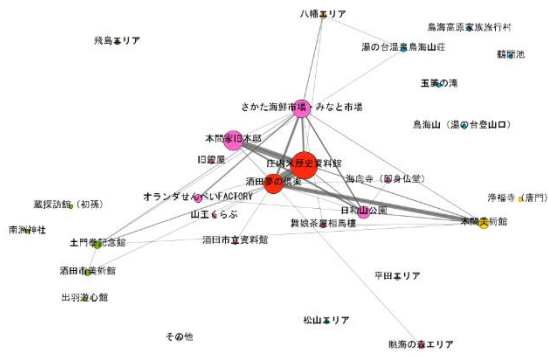 八幡エリア
鳥海高原家族旅行村
飛島エリア
湯の台温泉鳥海山荘
鶴間池
玉簾の滝
さかた海鮮市場・みなと市場
鳥海山(湯の台登山口)
本間家旧本邸
旧鐙屋
庄内米歴史資料館
海向寺(即身仏堂)
酒田夢の倶楽
オランダせんべいFACTORY
浄福寺(唐門)
蔵探訪館(初孫)
日和山公園
山王くらぶ
舞娘茶屋相馬樓
本間美術館
南洲神社
土門拳記念館
酒田市立資料館
酒田市美術館
平田エリア
出羽遊心館
松山エリア
その他
眺海の森エリア